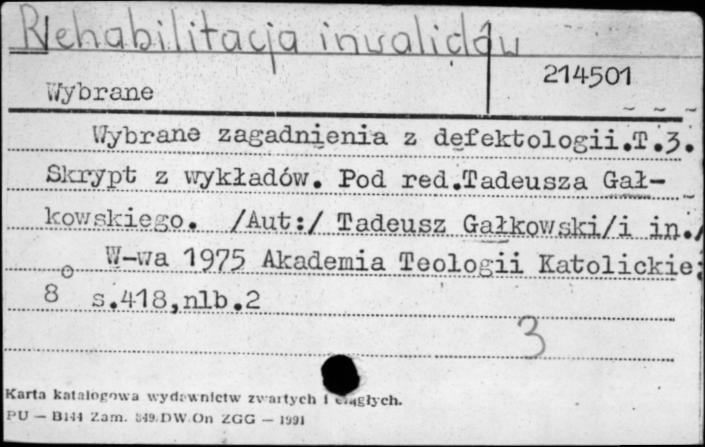 Rehabilitacja inwalidów
214501
Wybrane
Wybrane zagadnienia z defektologii.T.3.
Skrypt z wykładów. Pod red.Tadeusza Gał-
kowskiego. /Aut:/ Tadeusz Gałkowski/i in./
W-wa 1975 Akademia Teologii Katolickie
8° s.418,nlb.2
3
Karta katalogowa wydawnictw zwartych i ciągłych.
PU — B144 Zam. 849/DW/On ZGG — 1991